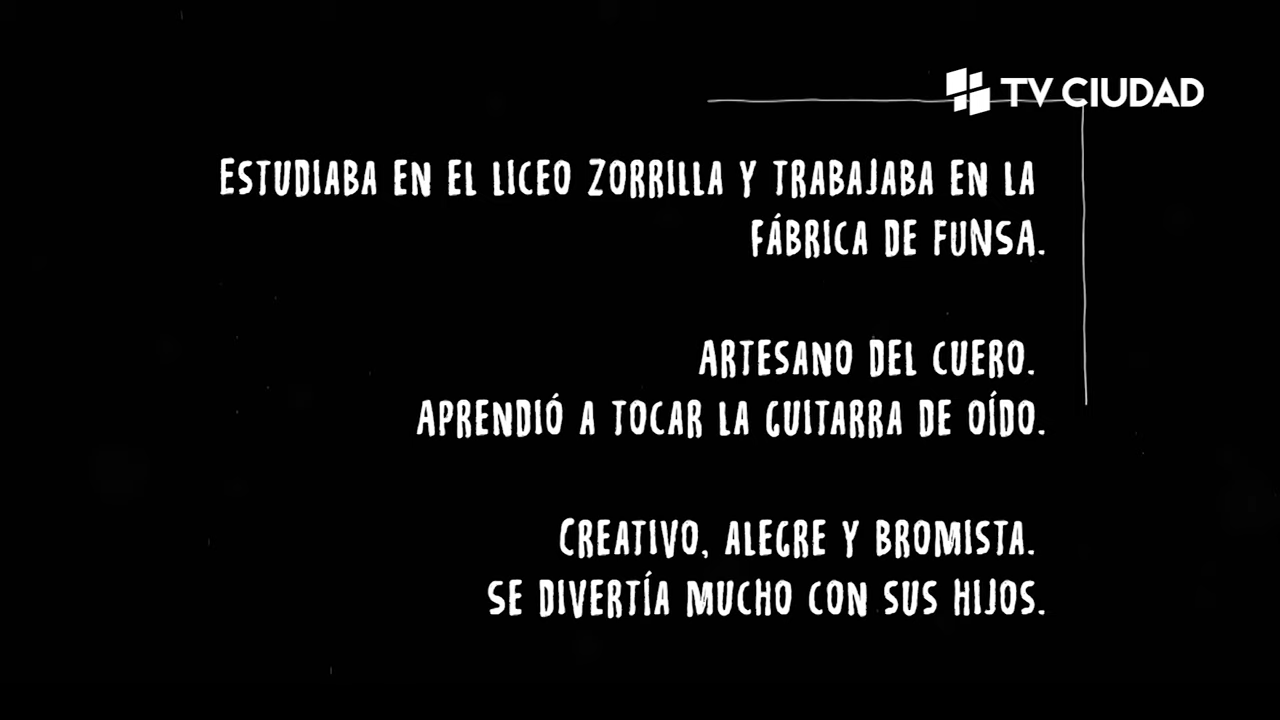 TV CIUDAD
ESTUDIABA EN EL LICEO ZORRILLA Y TRABAJABA EN LA
FÁBRICA DE FUNSA.
ARTESANO DEL CUERO.
APRENDIÓ A TOCAR LA GUITARRA DE OÍDO.
CREATIVO, ALEGRE Y BROMISTA.
SE DIVERTÍA MUCHO CON SUS HIJOS.